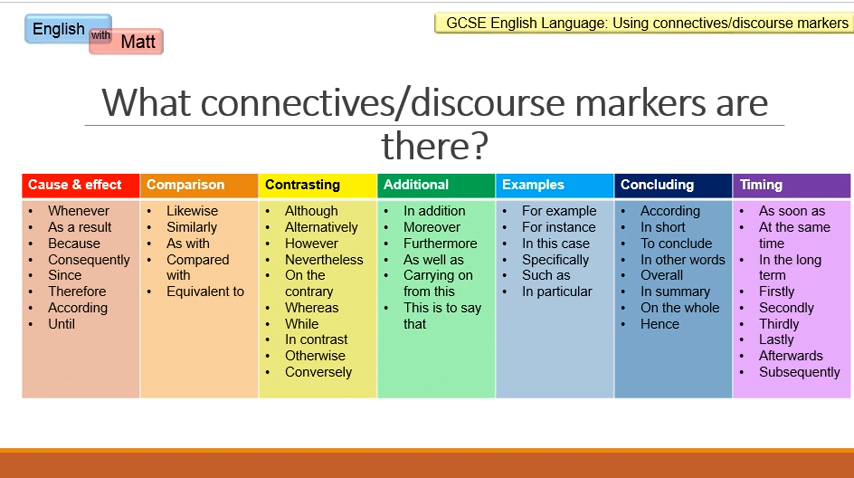 English
with
Matt
GCSE English Language: Using connectives/discourse markers
What connectives/discourse markers are
there?
Cause & effect
• Whenever
• As a result
• Because
• Consequently
• Since
• Therefore
• According
• Until
Comparison
• Likewise
• Similarly
• As with
• Compared
with
• Equivalent to
Contrasting
• Although
• Alternatively
• However
• Nevertheless
• On the
contrary
• Whereas
• While
• In contrast
• Otherwise
• Conversely
Additional
• In addition
• Moreover
• Furthermore
• As well as
• Carrying on
from this
• This is to say
that
Examples
• For example
• For instance
• In this case
• Specifically
• Such as
• In particular
Concluding
• According
• In short
• To conclude
• In other words
• Overall
• In summary
• On the whole
• Hence
Timing
• As soon as
• At the same
time
• In the long
term
• Firstly
• Secondly
• Thirdly
• Lastly
• Afterwards
• Subsequently